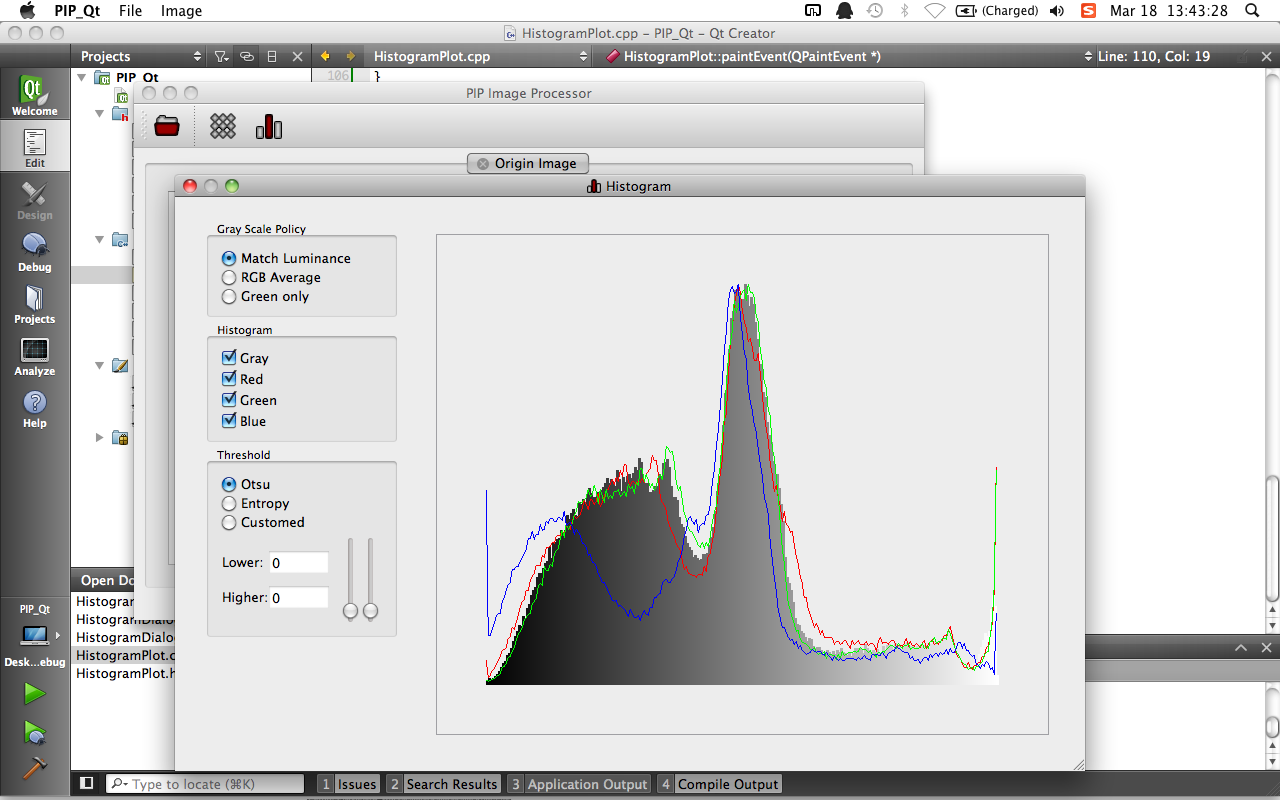 PIP_Qt File Image (Charged) Mar 18 13:43:28
HistogramPlot.cpp – PIP_Qt – Qt Creator
Projects HistogramPlot.cpp HistogramPlot::paintEvent(QPaintEvent *) Line: 110, Col: 19
PIP_Qt
106 }
PIP Image Processor
Welcome
Origin Image
Edit
Histogram
Design
Debug
Projects
Analyze
Help
Gray Scale Policy
Match Luminance
RGB Average
Green only
Histogram
Gray
Red
Green
Blue
Threshold
Otsu
Entropy
Customed
Lower: 0
Higher: 0
Open Do
Histogram
HistogramDialo
HistogramDialo
HistogramPlot.c
HistogramPlot.h
PIP_Qt
Desk...ebug
Type to locate (⌘K) 1 Issues 2 Search Results 3 Application Output 4 Compile Output